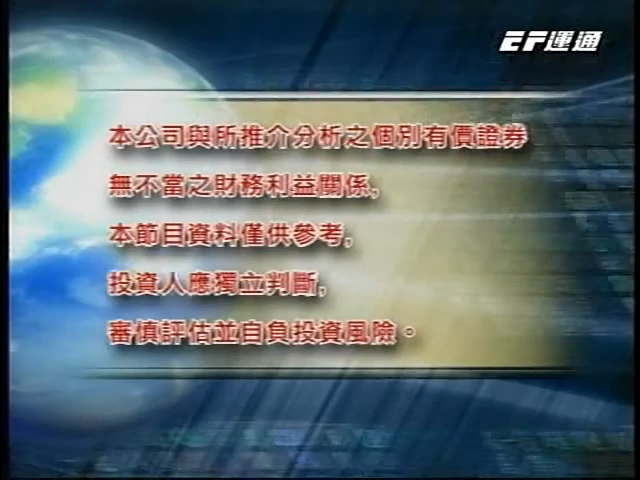 EF運通
本公司與所推介分析之個別有價證券
無不當之財務利益關係,
本節目資料僅供參考,
投資人應獨立判斷,
審慎評估並自負投資風險。